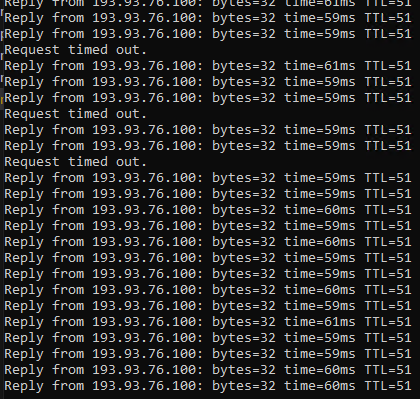 Reply from 193.93.76.100: bytes=32 time=61ms TTL=51
Reply from 193.93.76.100: bytes=32 time=59ms TTL=51
Reply from 193.93.76.100: bytes=32 time=59ms TTL=51
Request timed out.
Reply from 193.93.76.100: bytes=32 time=61ms TTL=51
Reply from 193.93.76.100: bytes=32 time=59ms TTL=51
Reply from 193.93.76.100: bytes=32 time=59ms TTL=51
Request timed out.
Reply from 193.93.76.100: bytes=32 time=59ms TTL=51
Reply from 193.93.76.100: bytes=32 time=59ms TTL=51
Request timed out.
Reply from 193.93.76.100: bytes=32 time=59ms TTL=51
Reply from 193.93.76.100: bytes=32 time=59ms TTL=51
Reply from 193.93.76.100: bytes=32 time=60ms TTL=51
Reply from 193.93.76.100: bytes=32 time=59ms TTL=51
Reply from 193.93.76.100: bytes=32 time=60ms TTL=51
Reply from 193.93.76.100: bytes=32 time=59ms TTL=51
Reply from 193.93.76.100: bytes=32 time=59ms TTL=51
Reply from 193.93.76.100: bytes=32 time=60ms TTL=51
Reply from 193.93.76.100: bytes=32 time=59ms TTL=51
Reply from 193.93.76.100: bytes=32 time=61ms TTL=51
Reply from 193.93.76.100: bytes=32 time=59ms TTL=51
Reply from 193.93.76.100: bytes=32 time=59ms TTL=51
Reply from 193.93.76.100: bytes=32 time=60ms TTL=51
Reply from 193.93.76.100: bytes=32 time=60ms TTL=51